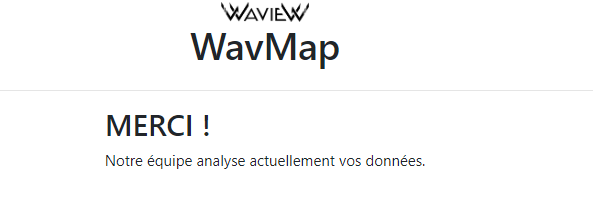 WAVIEW
WavMap
MERCI !
Notre équipe analyse actuellement vos données.